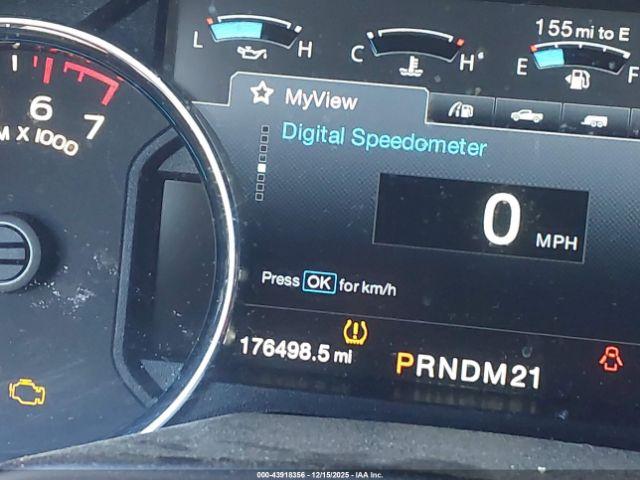 155 mi to E
L H
C H
E F
MyView
Digital Speedometer
0 MPH
Press OK for km/h
6 7
M X 1000
176498.5 mi
PRNDM21
000-43918356 - 12/15/2025 - IAA Inc.